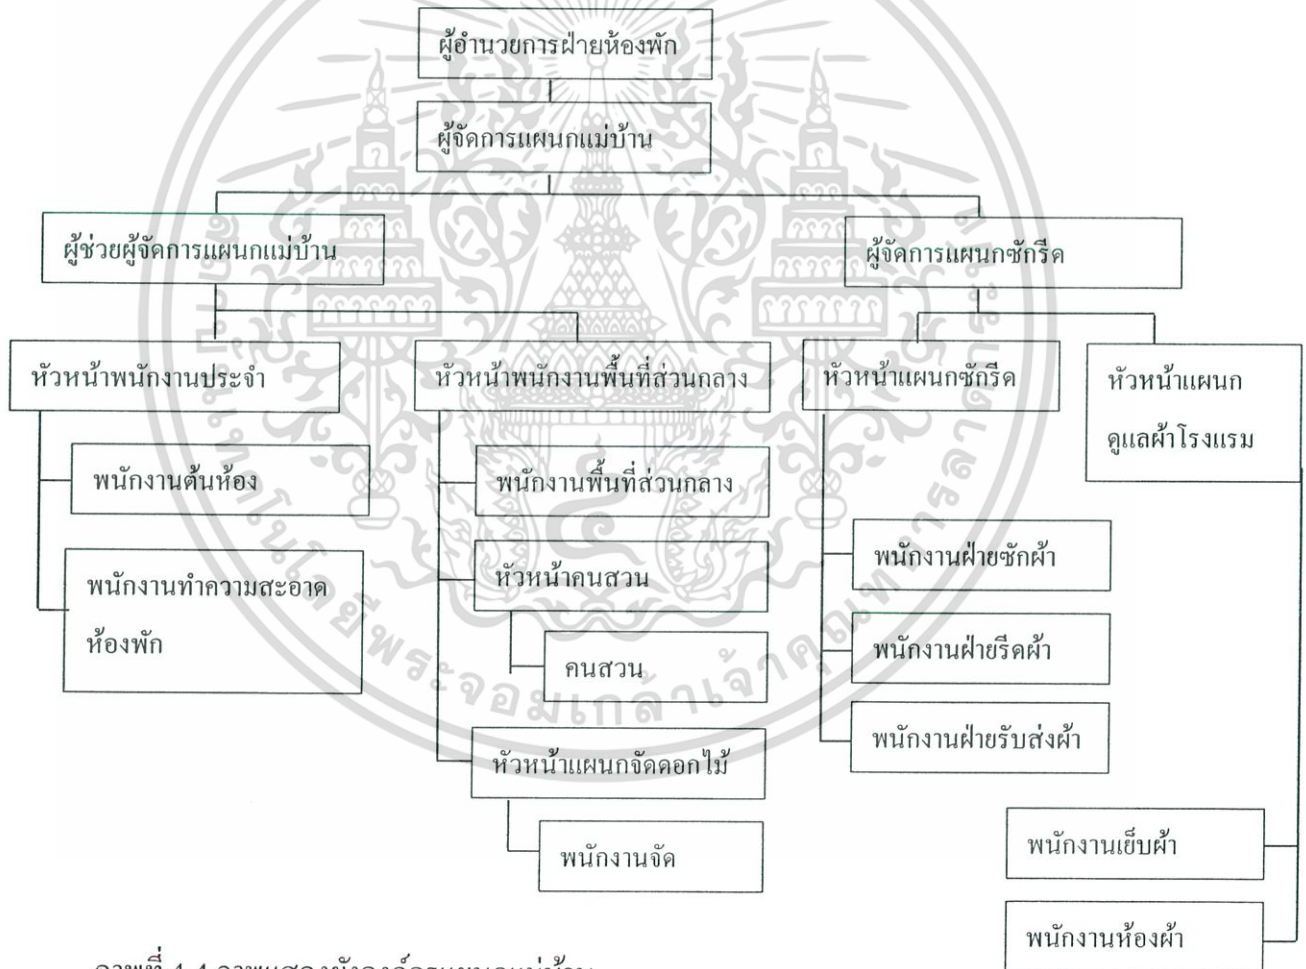 ผู้อำนวยการฝ่ายห้องพัก
ผู้จัดการแผนกแม่บ้าน
ผู้ช่วยผู้จัดการแผนกแม่บ้าน
ผู้จัดการแผนกซักรีด
หัวหน้าพนักงานประจำ
หัวหน้าพนักงานพื้นที่ส่วนกลาง
หัวหน้าแผนกซักรีด
หัวหน้าแผนก
ดูแลผ้าโรงแรม
พนักงานต้นห้อง
พนักงานทำความสะอาด
ห้องพัก
พนักงานพื้นที่ส่วนกลาง
หัวหน้าคนสวน
คนสวน
หัวหน้าแผนกจัดดอกไม้
พนักงานจัด
พนักงานฝ่ายซักผ้า
พนักงานฝ่ายรีดผ้า
พนักงานฝ่ายรับส่งผ้า
พนักงานเย็บผ้า
พนักงานห้องผ้า